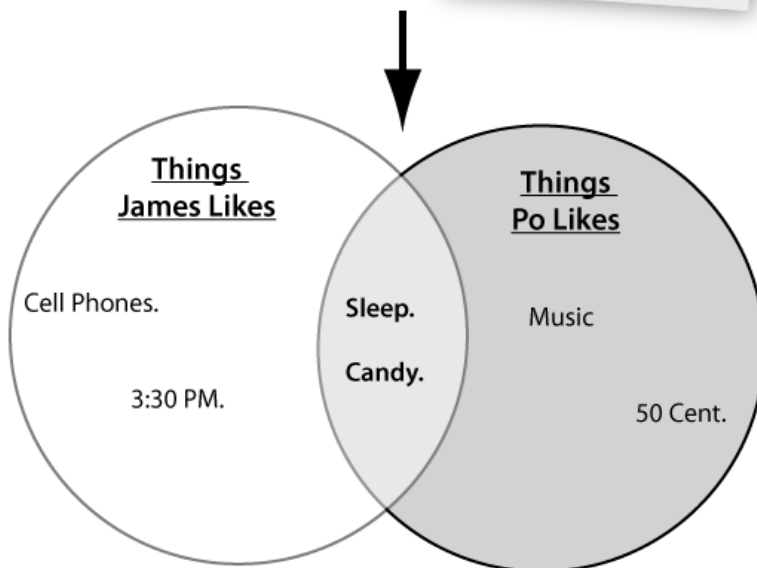 Things
James Likes
Things
Po Likes
Cell Phones.
Sleep.
Music
Candy.
3:30 PM.
50 Cent.